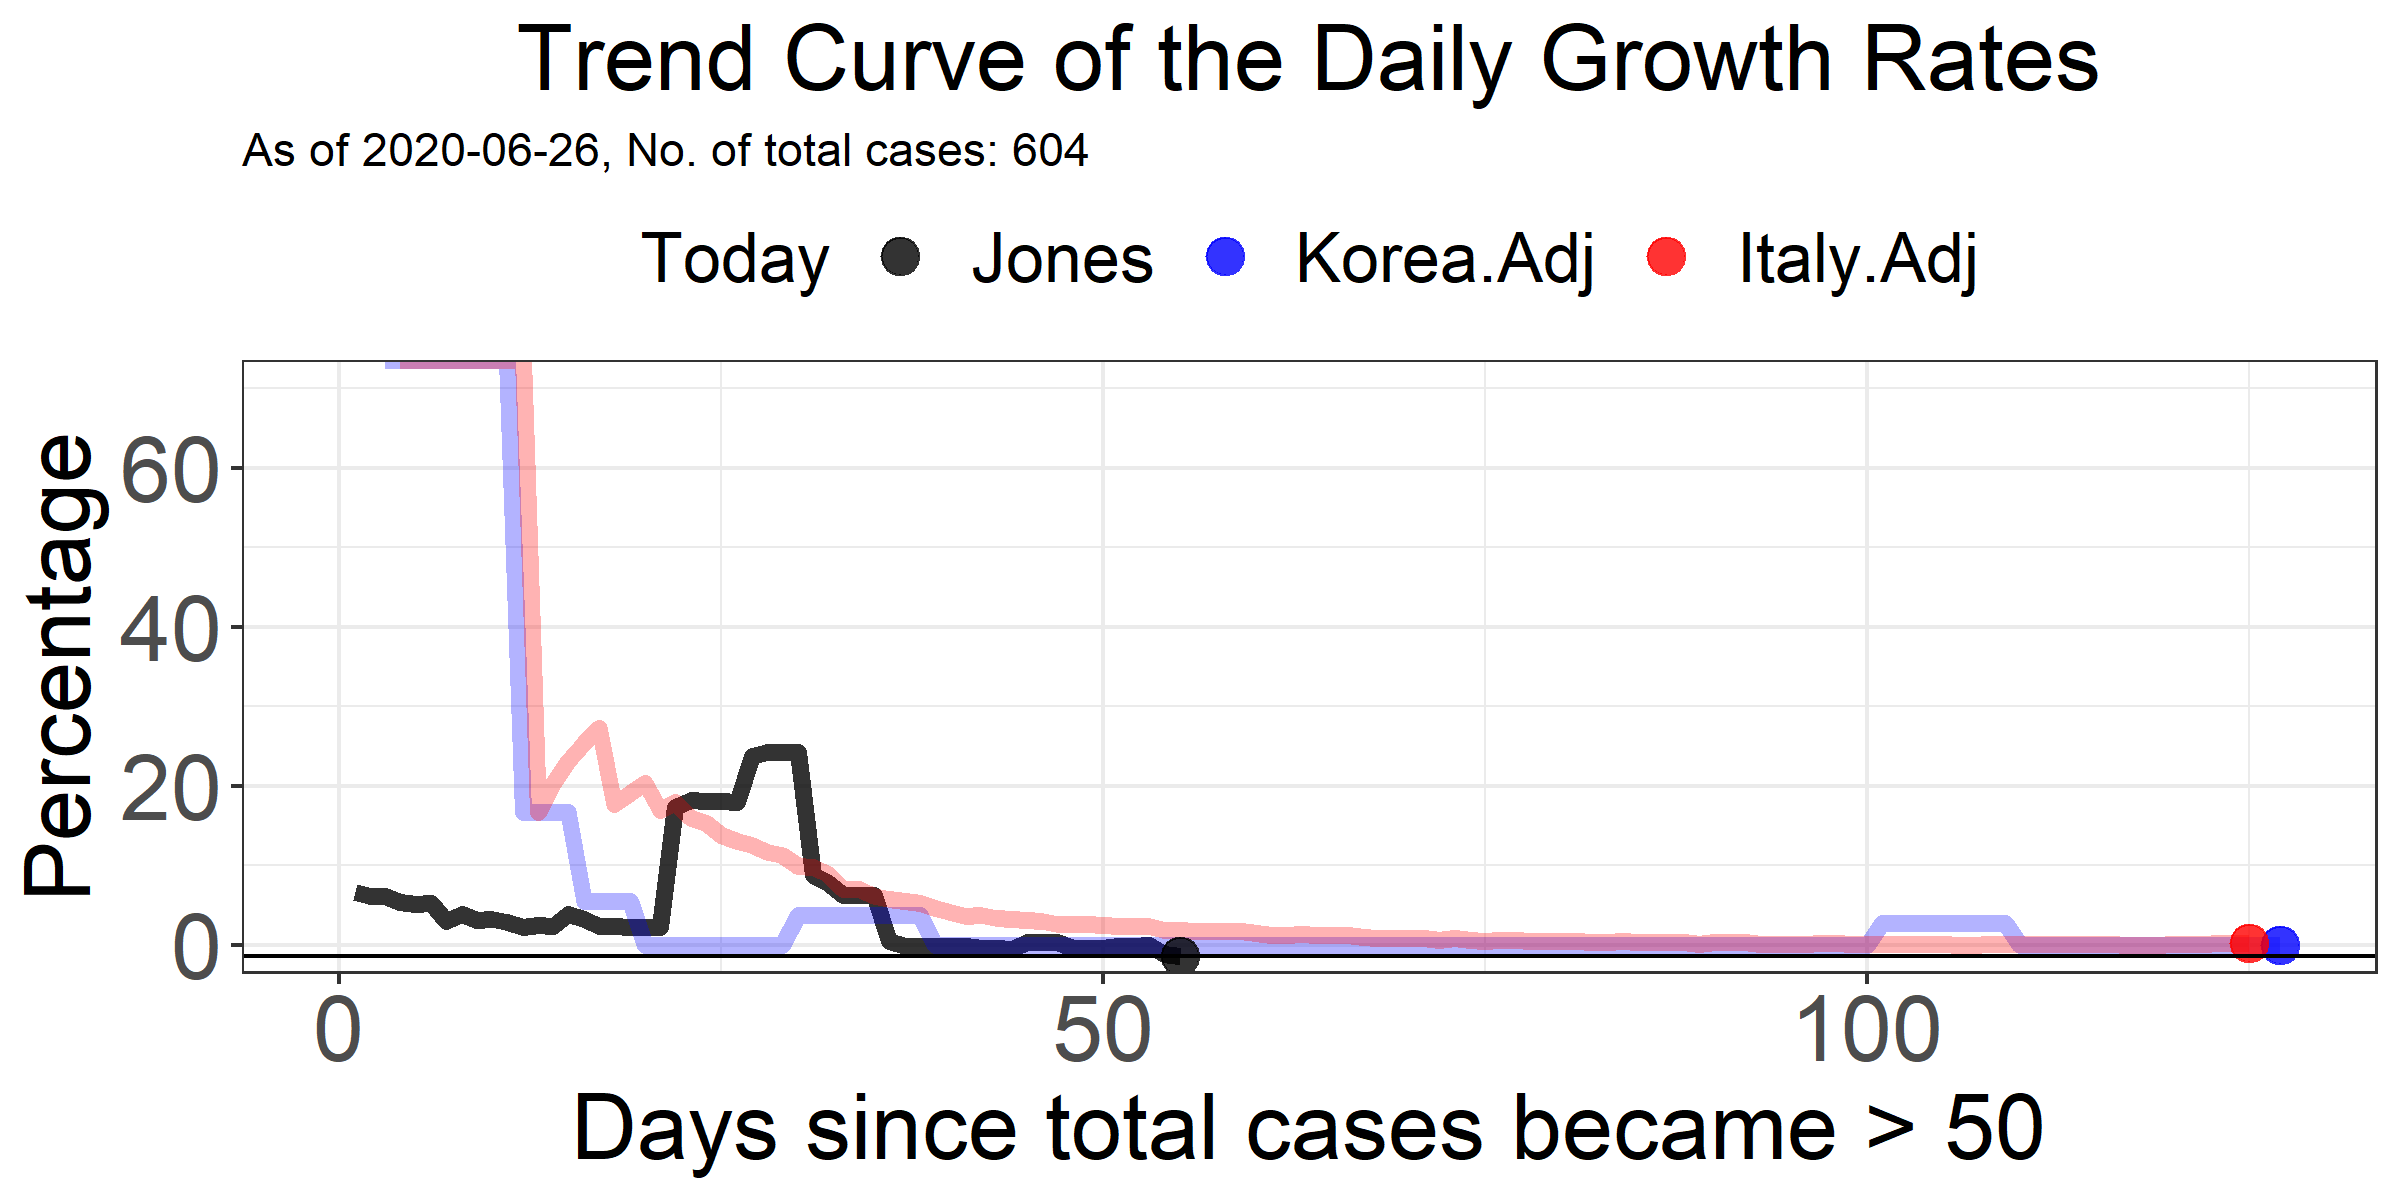 Trend Curve of the Daily Growth Rates
As of 2020-06-26, No. of total cases: 604
Today Jones Korea.Adj Italy.Adj
Percentage
60
40
20
0
0 50 100
Days since total cases became > 50